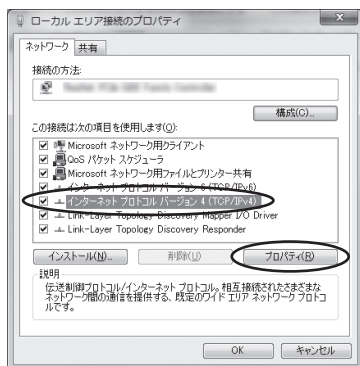 ローカル エリア接続のプロパティ
ネットワーク 共有
接続の方法:
構成(C)...
この接続は次の項目を使用します(O):
Microsoft ネットワーク用クライアント
QoS パケット スケジューラ
Microsoft ネットワーク用ファイルとプリンター共有
インターネット プロトコル バージョン 6 (TCP/IPv6)
インターネット プロトコル バージョン 4 (TCP/IPv4)
Link-Layer Topology Discovery Mapper I/O Driver
Link-Layer Topology Discovery Responder
インストール(N)... 削除(U) プロパティ(R)
説明
伝送制御プロトコル/インターネット プロトコル。相互接続されたさまざまな
ネットワーク間の通信を提供する、既定のワイド エリア ネットワーク プロトコ
ルです。
OK キャンセル